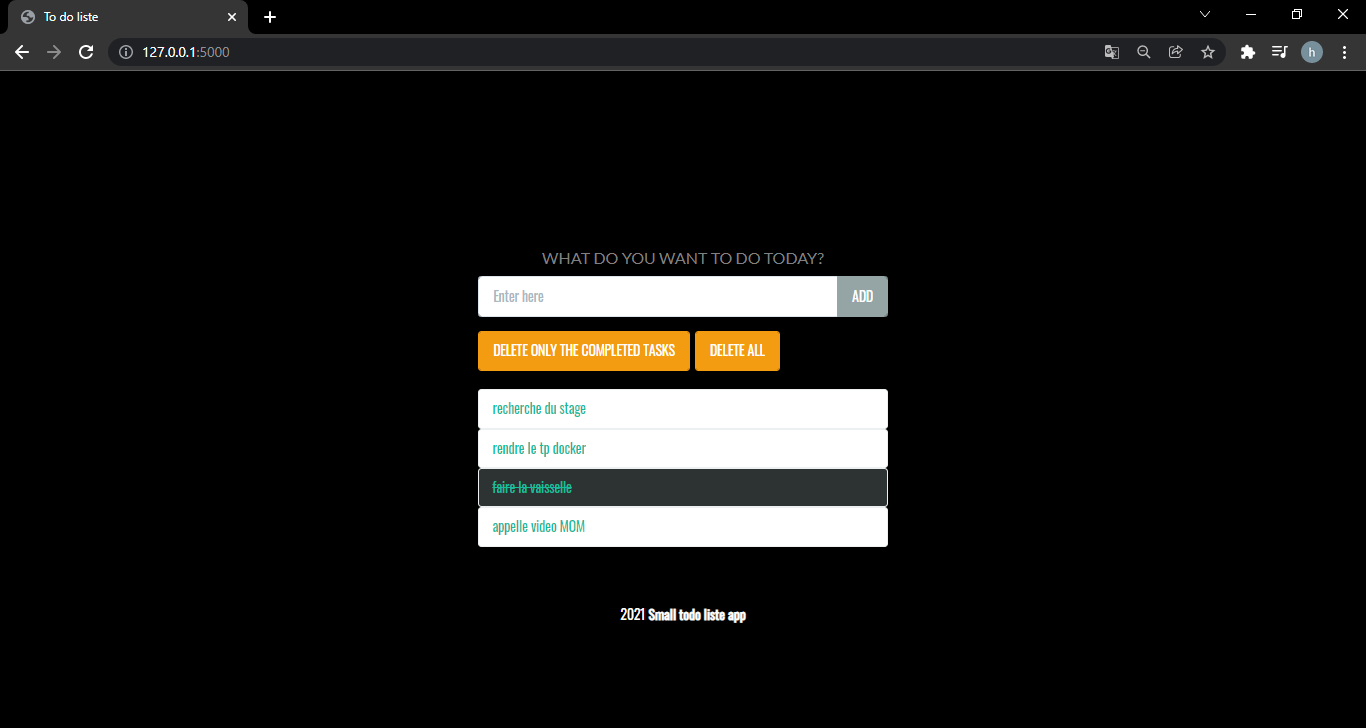 To do liste
127.0.0.1:5000
h
WHAT DO YOU WANT TO DO TODAY?
Enter here
ADD
DELETE ONLY THE COMPLETED TASKS DELETE ALL
recherche du stage
rendre le tp docker
faire la vaisselle
appelle video MOM
2021 Small todo liste app